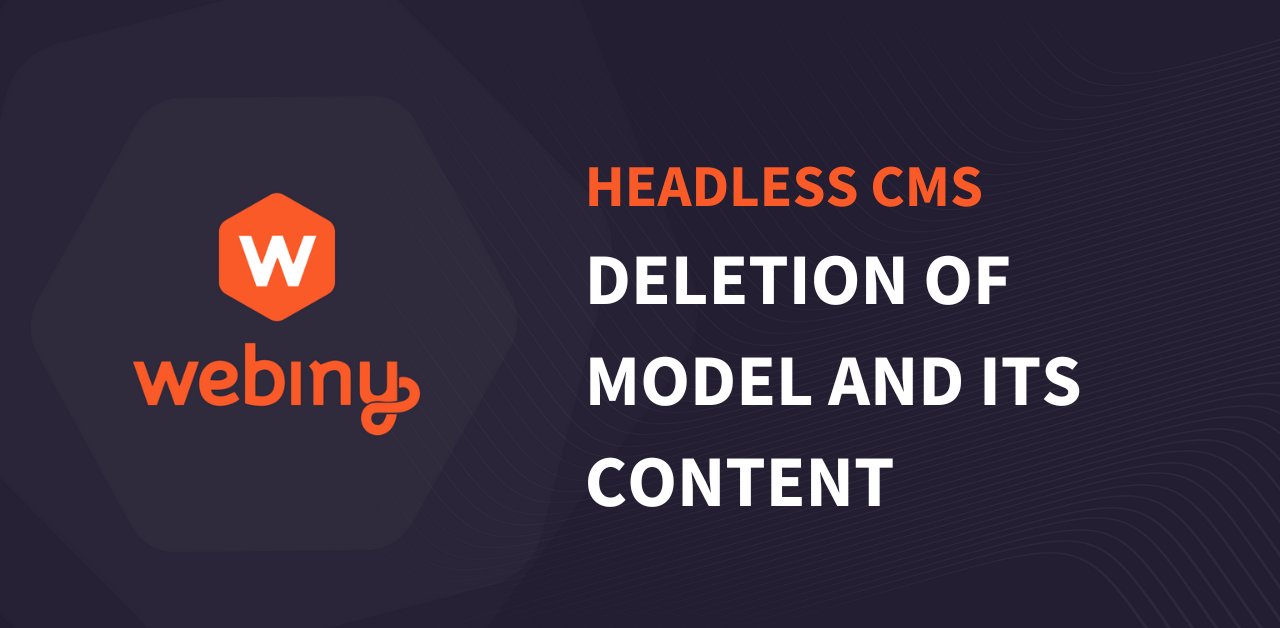 W
webiny
HEADLESS CMS
DELETION OF
MODEL AND ITS
CONTENT